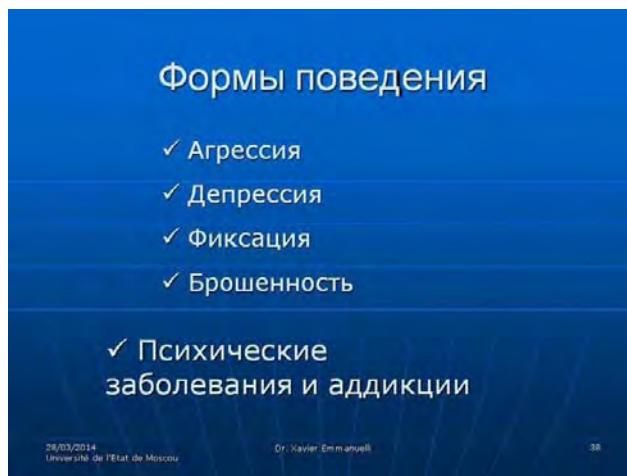 Формы поведения
✓ Агрессия
✓ Депрессия
✓ Фиксация
✓ Брошенность
✓ Психические
заболевания и аддикции
28/03/2014
Université de l'Etat de Moscou
Dr. Xavier Emmanuelli
38